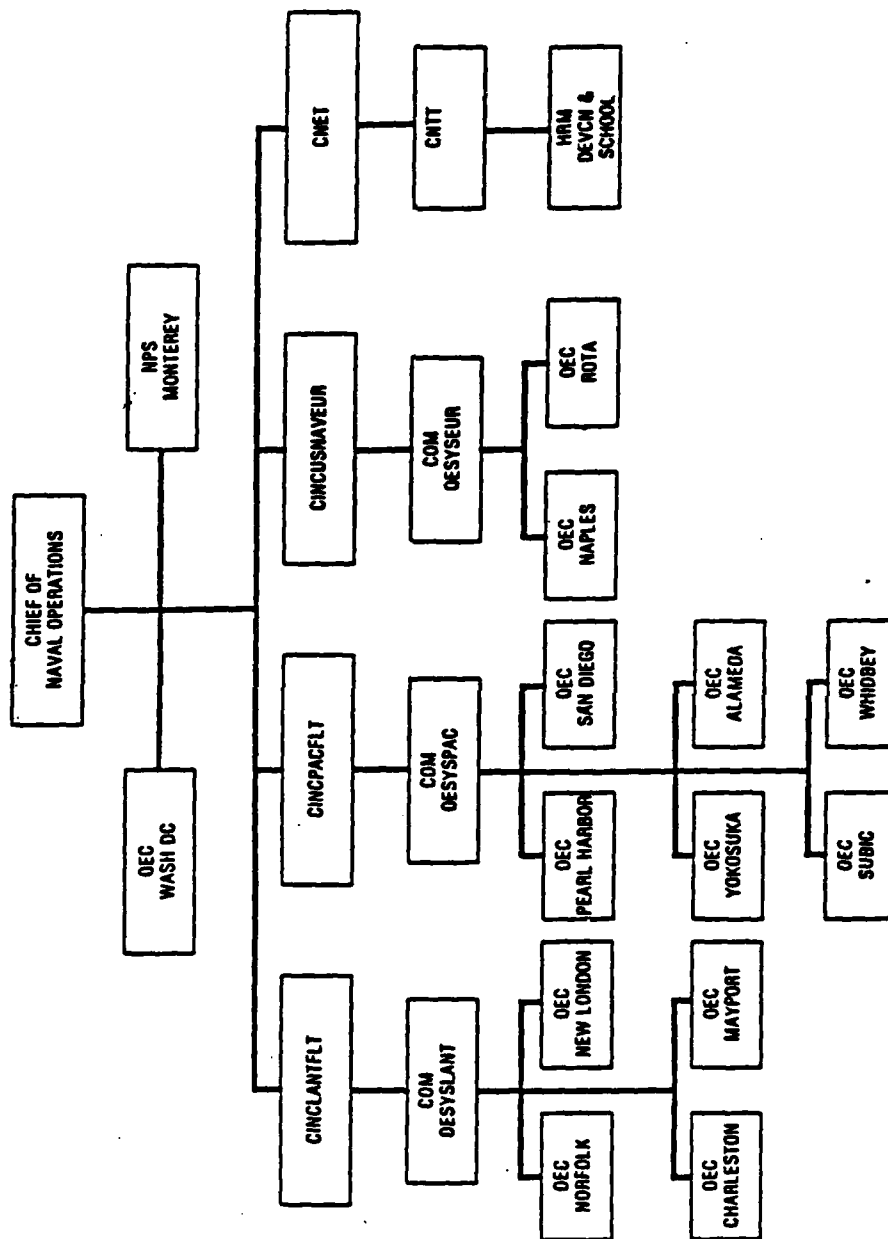 CHIEF OF
NAVAL OPERATIONS
OEC
WASH DC
NPS
MONTEREY
CINCLANTFLT
CINCPACFLT
CINCUSNAVEUR
CNET
COM
OESYSLANT
COM
OESYSPAC
COM
OESYSEUR
CNTT
OEC
NORFOLK
OEC
NEW LONDON
OEC
PEARL HARBOR
OEC
SAN DIEGO
OEC
NAPLES
OEC
ROTA
HRM
DEVCN &
SCHOOL
OEC
CHARLESTON
OEC
MAYPORT
OEC
YOKOSUKA
OEC
ALAMEDA
OEC
SUBIC
OEC
WHIDBEY